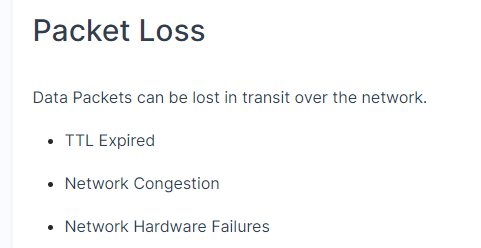 Packet Loss
Data Packets can be lost in transit over the network.
• TTL Expired
• Network Congestion
• Network Hardware Failures